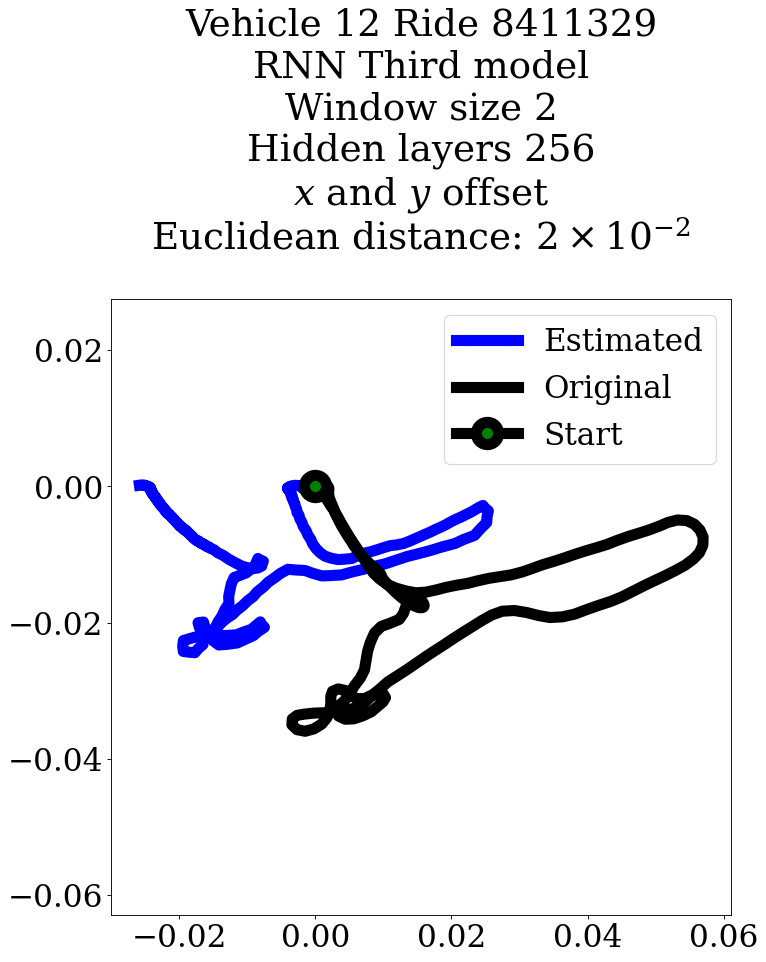 Vehicle 12 Ride 8411329
RNN Third model
Window size 2
Hidden layers 256
x and y offset
Euclidean distance: 2 × 10⁻²
Estimated
Original
Start
0.02
0.00
−0.02
−0.04
−0.06
−0.02 0.00 0.02 0.04 0.06